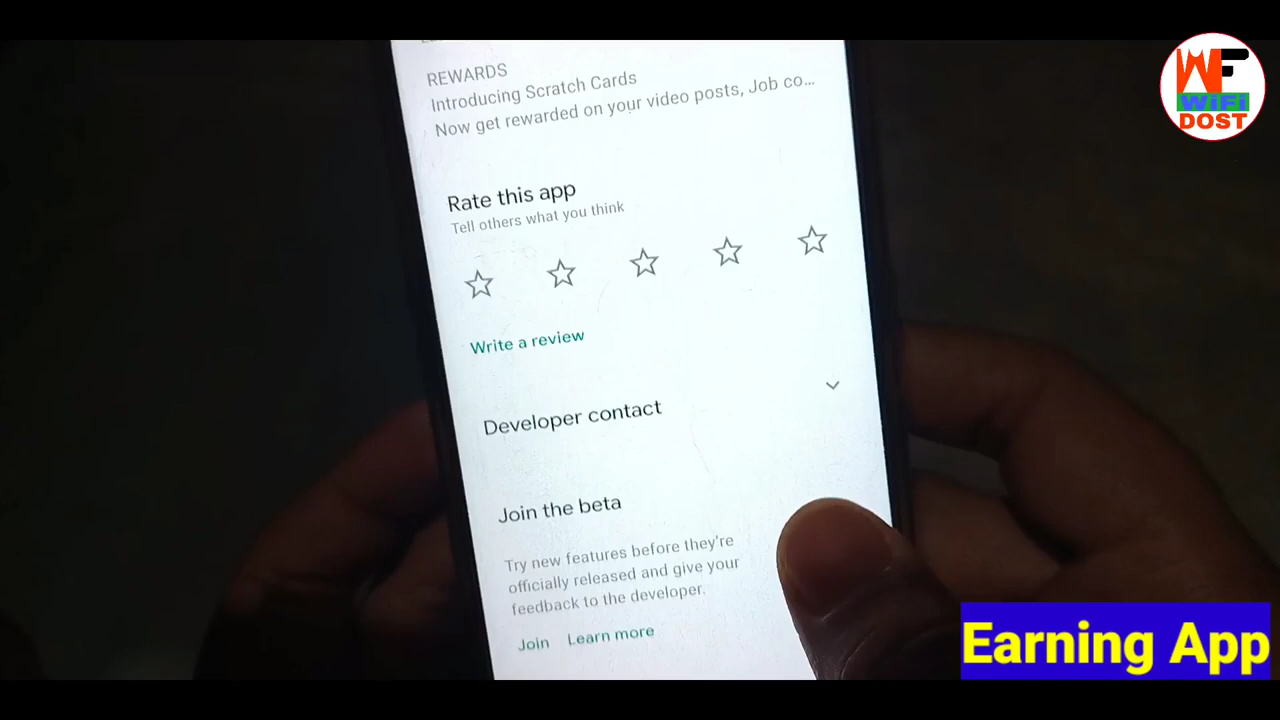 REWARDS
Introducing Scratch Cards
Now get rewarded on your video posts, Job co...
Rate this app
Tell others what you think
Write a review
Developer contact
Join the beta
Try new features before they're
officially released and give your
feedback to the developer.
Join Learn more
WF
WiFi
DOST
Earning App